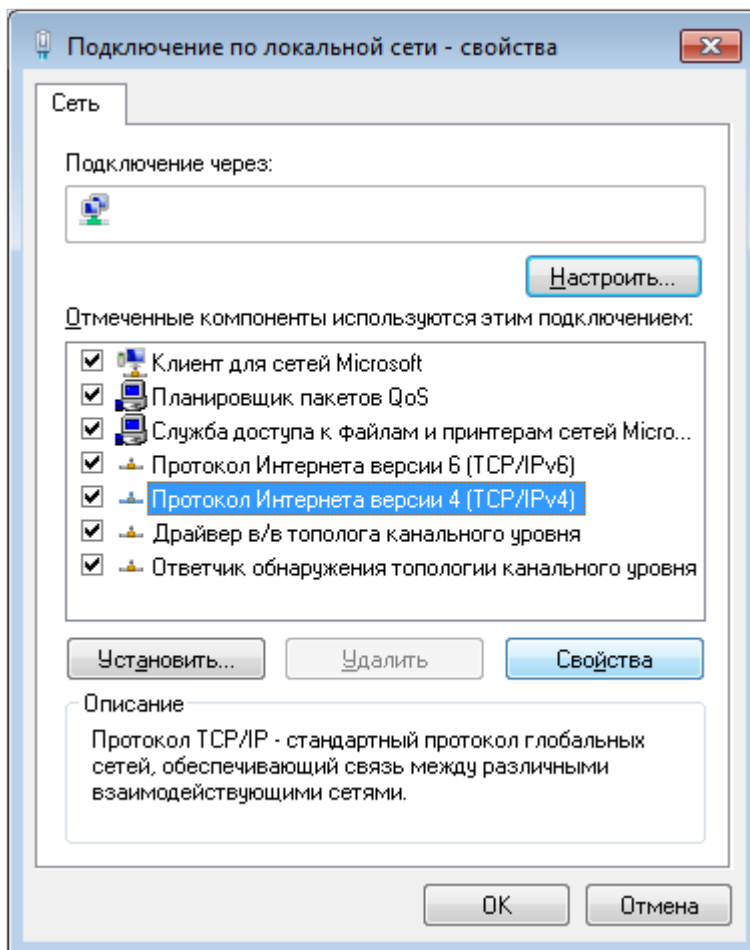 Подключение по локальной сети - свойства
Сеть
Подключение через:
Настроить...
Отмеченные компоненты используются этим подключением:
Клиент для сетей Microsoft
Планировщик пакетов QoS
Служба доступа к файлам и принтерам сетей Micro...
Протокол Интернета версии 6 (TCP/IPv6)
Протокол Интернета версии 4 (TCP/IPv4)
Драйвер в/в тополога канального уровня
Ответчик обнаружения топологии канального уровня
Установить... Удалить Свойства
Описание
Протокол TCP/IP - стандартный протокол глобальных
сетей, обеспечивающий связь между различными
взаимодействующими сетями.
OK Отмена